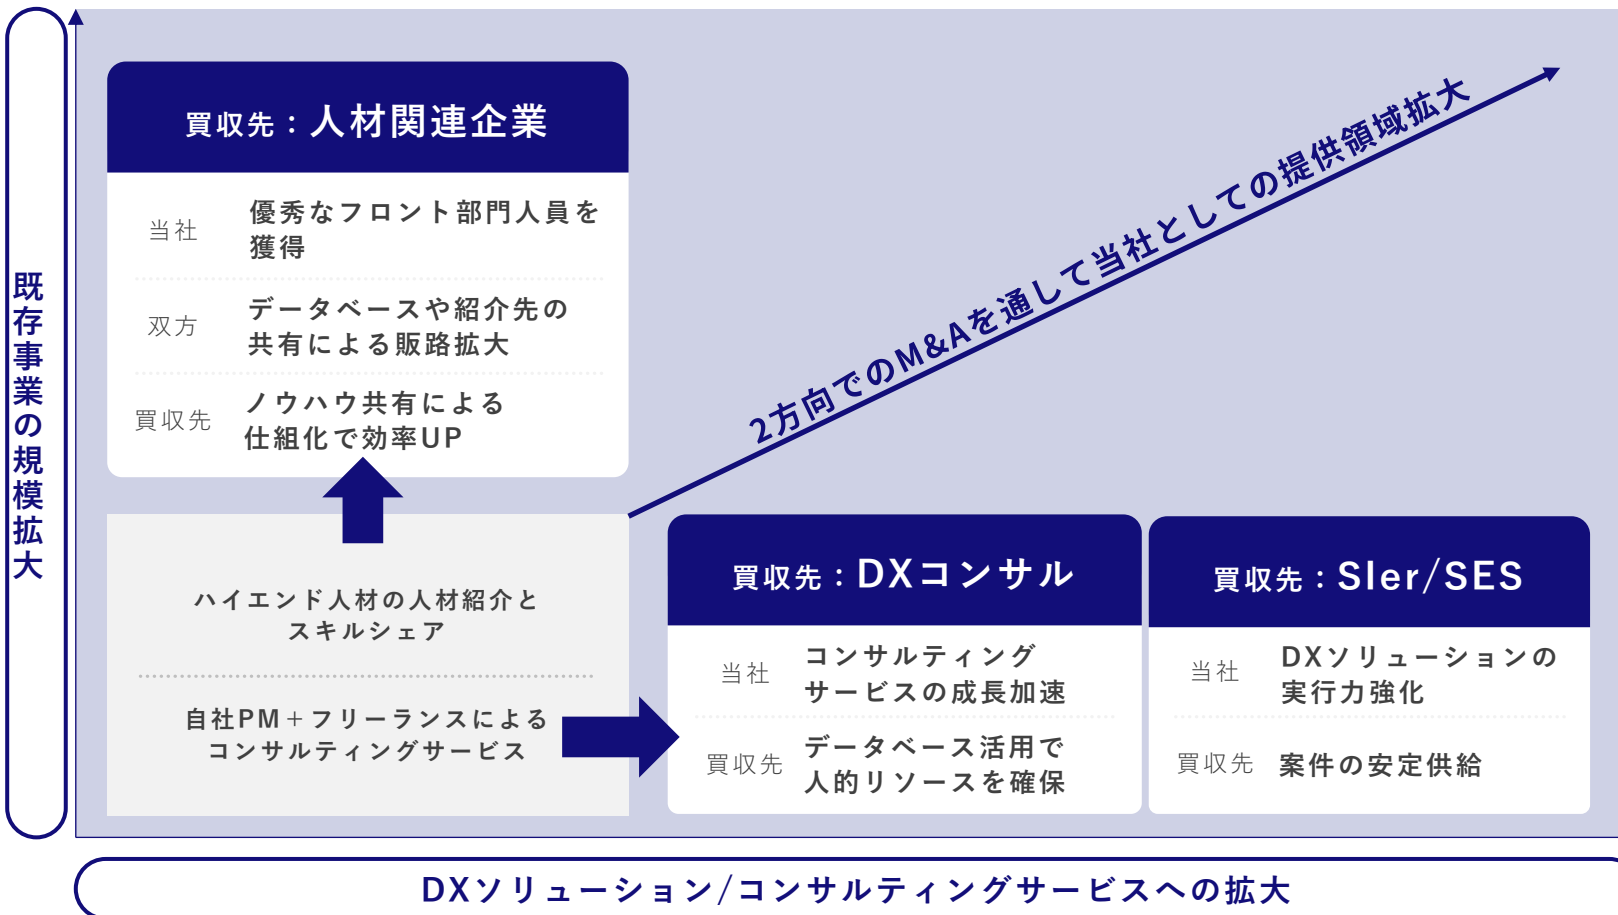 既存事業の規模拡大
買収先：人材関連企業
当社
優秀なフロント部門人員を
獲得
双方
データベースや紹介先の
共有による販路拡大
買収先
ノウハウ共有による
仕組化で効率UP
2方向でのM&Aを通して当社としての提供領域拡大
ハイエンド人材の人材紹介と
スキルシェア
自社PM＋フリーランスによる
コンサルティングサービス
買収先：DXコンサル
当社
コンサルティング
サービスの成長加速
買収先
データベース活用で
人的リソースを確保
買収先：SIer/SES
当社
DXソリューションの
実行力強化
買収先
案件の安定供給
DXソリューション/コンサルティングサービスへの拡大